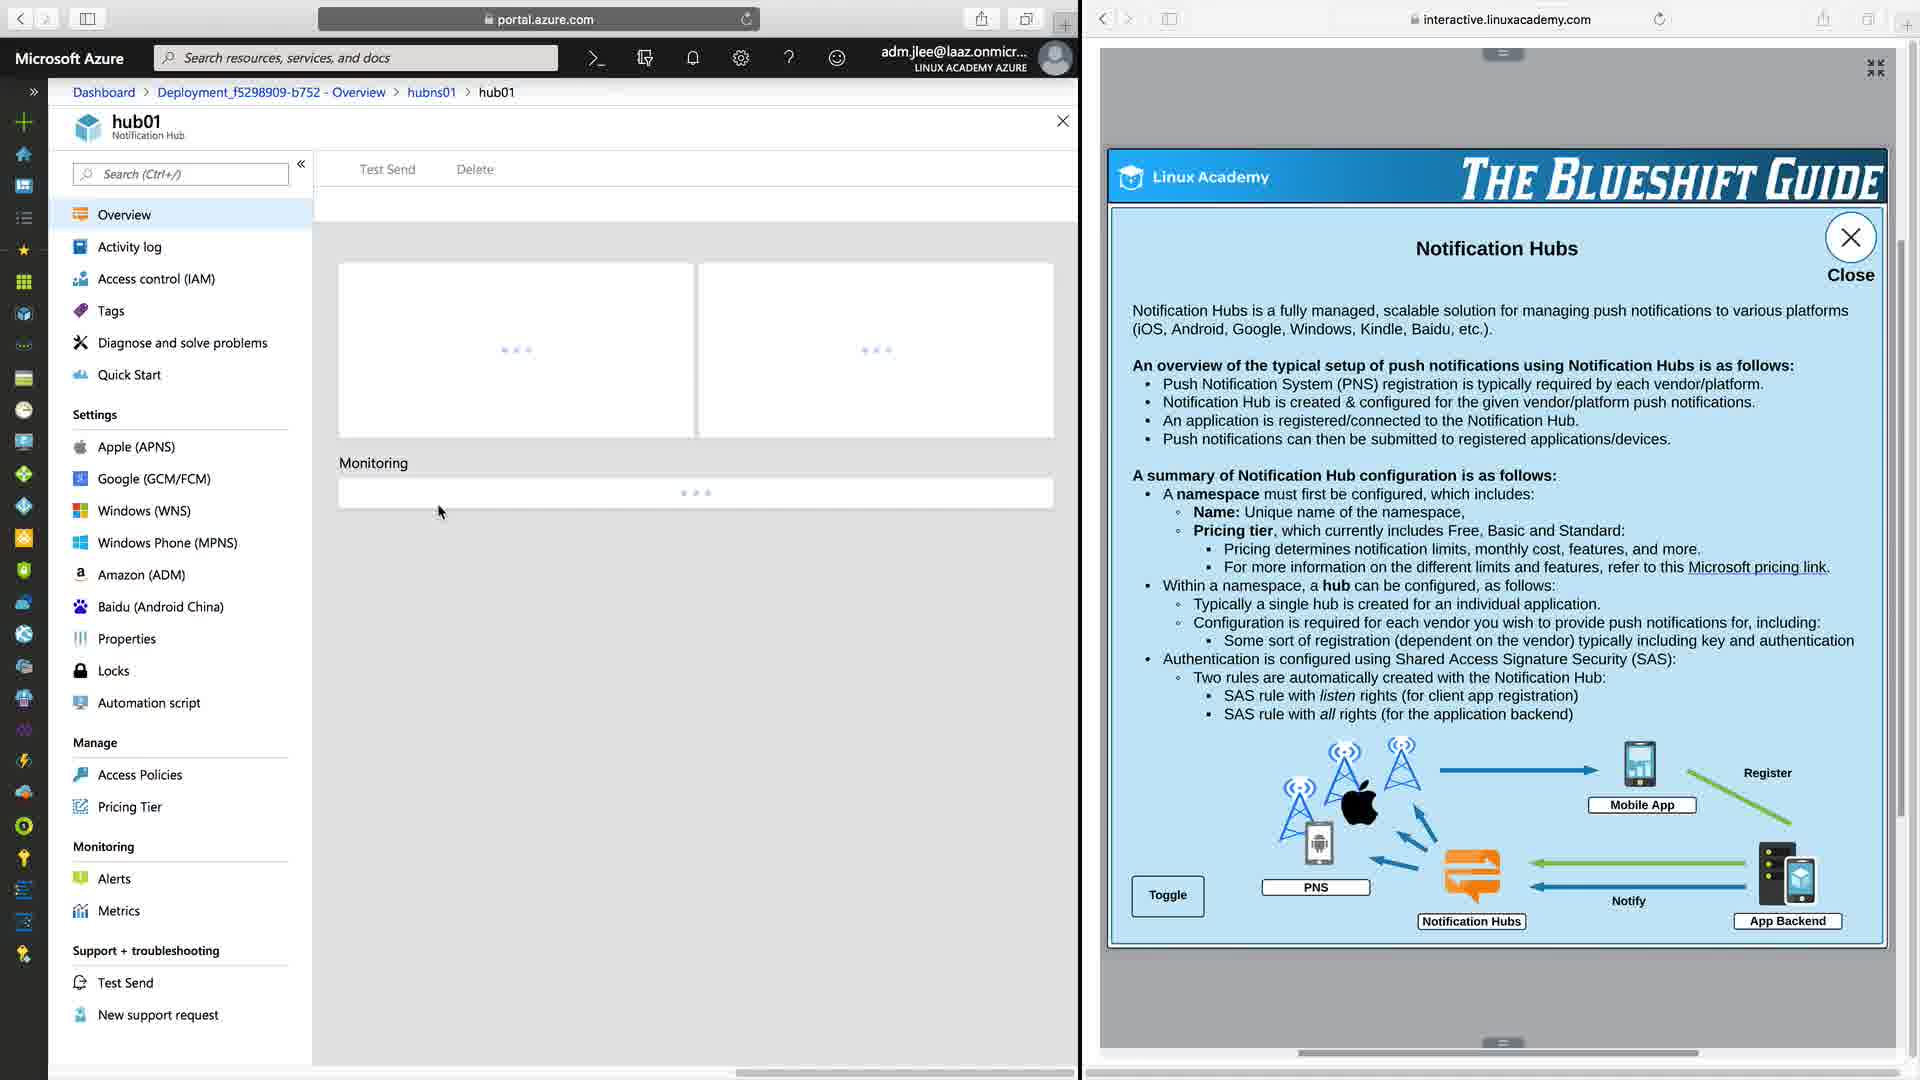 portal.azure.com
Microsoft Azure
Search resources, services, and docs
adm.jlee@laaz.onmicr...
LINUX ACADEMY AZURE
Dashboard > Deployment_f5298909-b752 - Overview > hubns01 > hub01
hub01
Notification Hub
Search (Ctrl+/)
Test Send
Delete
Overview
Activity log
Access control (IAM)
Tags
Diagnose and solve problems
Quick Start
Settings
Apple (APNS)
Google (GCM/FCM)
Windows (WNS)
Windows Phone (MPNS)
Amazon (ADM)
Baidu (Android China)
Properties
Locks
Automation script
Manage
Access Policies
Pricing Tier
Monitoring
Alerts
Metrics
Support + troubleshooting
Test Send
New support request
Monitoring
interactive.linuxacademy.com
Linux Academy
THE BLUESHIFT GUIDE
Notification Hubs
Close
Notification Hubs is a fully managed, scalable solution for managing push notifications to various platforms
(iOS, Android, Google, Windows, Kindle, Baidu, etc.).
An overview of the typical setup of push notifications using Notification Hubs is as follows:
• Push Notification System (PNS) registration is typically required by each vendor/platform.
• Notification Hub is created & configured for the given vendor/platform push notifications.
• An application is registered/connected to the Notification Hub.
• Push notifications can then be submitted to registered applications/devices.
A summary of Notification Hub configuration is as follows:
• A namespace must first be configured, which includes:
◦ Name: Unique name of the namespace,
◦ Pricing tier, which currently includes Free, Basic and Standard:
▪ Pricing determines notification limits, monthly cost, features, and more.
▪ For more information on the different limits and features, refer to this Microsoft pricing link.
• Within a namespace, a hub can be configured, as follows:
◦ Typically a single hub is created for an individual application.
◦ Configuration is required for each vendor you wish to provide push notifications for, including:
▪ Some sort of registration (dependent on the vendor) typically including key and authentication
• Authentication is configured using Shared Access Signature Security (SAS):
◦ Two rules are automatically created with the Notification Hub:
▪ SAS rule with listen rights (for client app registration)
▪ SAS rule with all rights (for the application backend)
Register
Mobile App
PNS
Toggle
Notify
Notification Hubs
App Backend